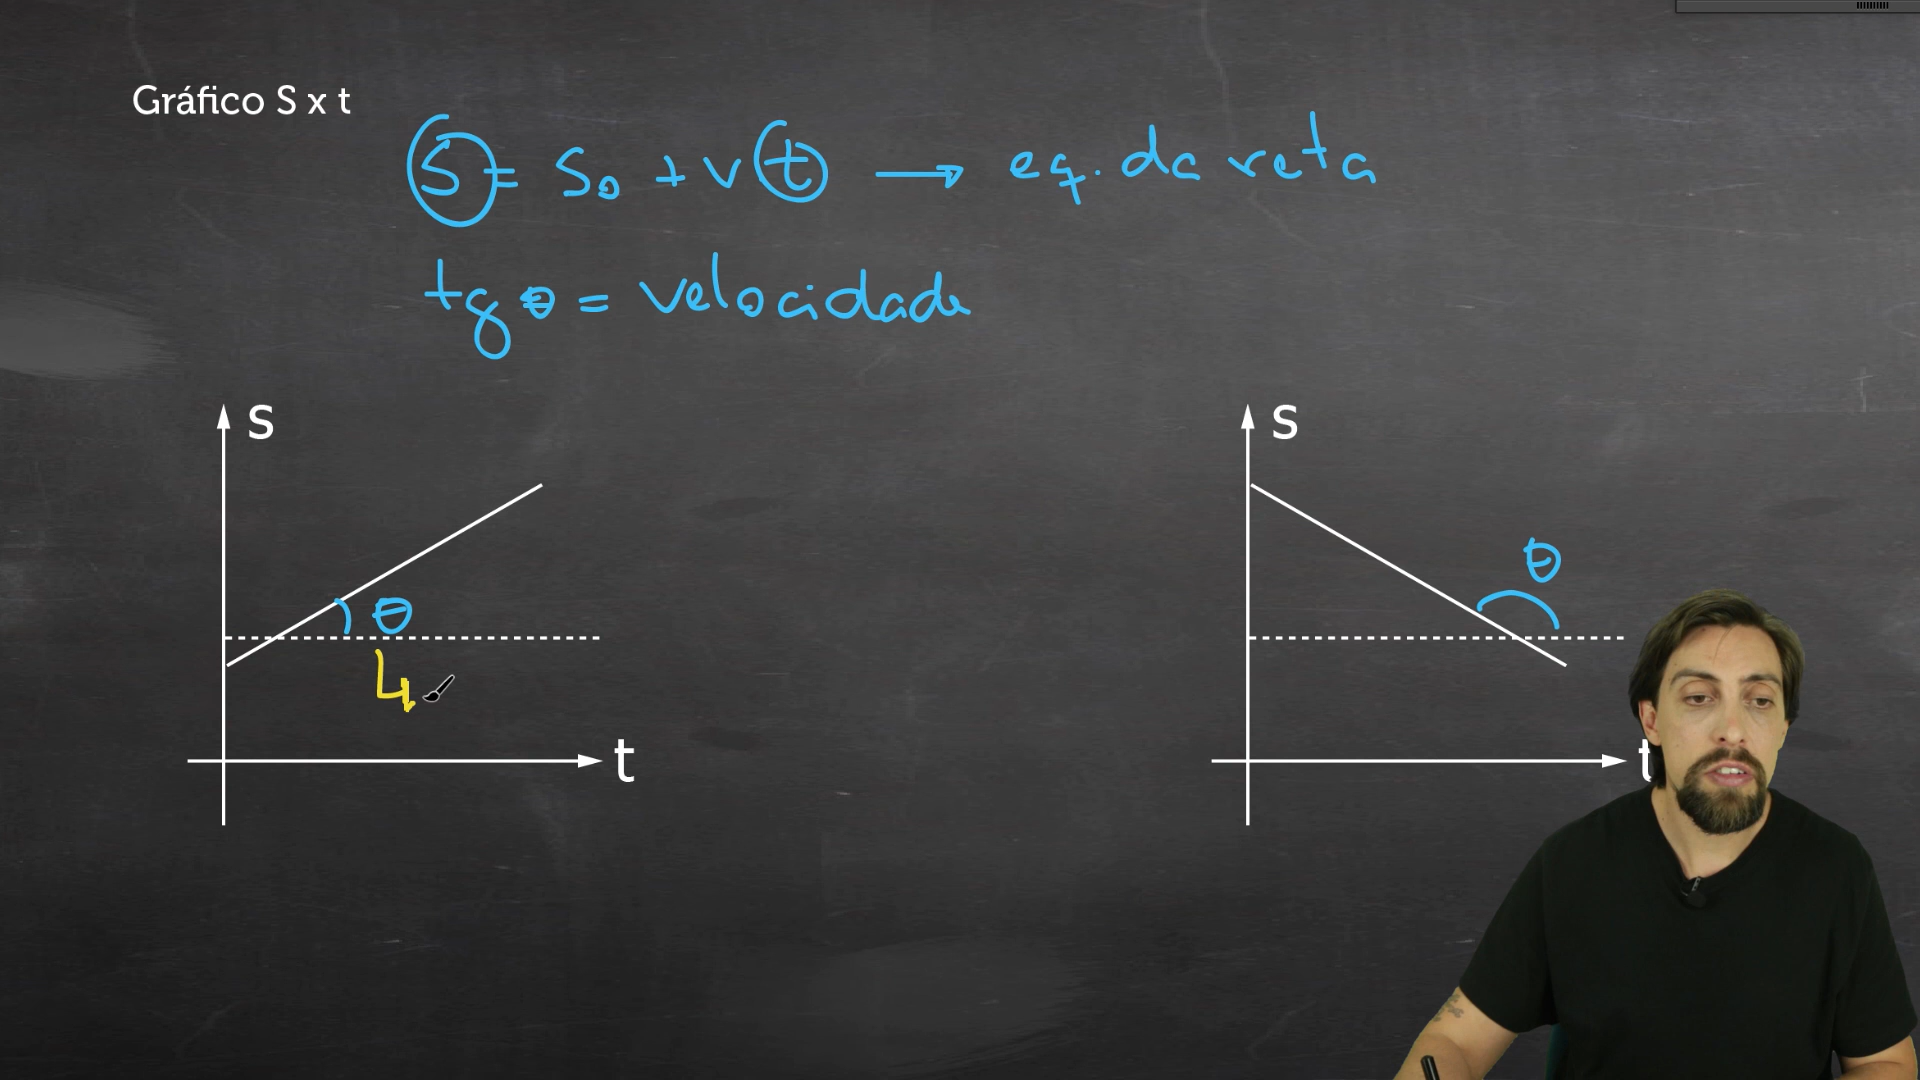 Gráfico S x t
S = S₀ + v t → eq. da reta
tg θ = velocidade
S
S
θ
θ
4
t
t